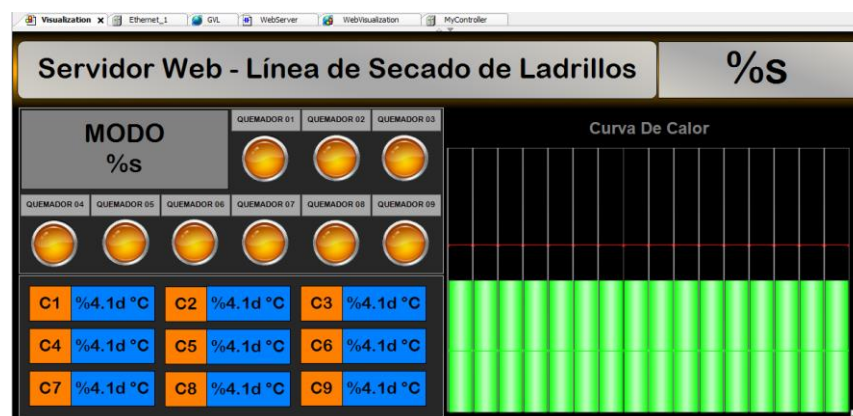 Visualization Ethernet_1 GVL WebServer WebVisualization MyController
Servidor Web - Línea de Secado de Ladrillos %s
MODO
%s
QUEMADOR 01 QUEMADOR 02 QUEMADOR 03
Curva De Calor
QUEMADOR 04 QUEMADOR 05 QUEMADOR 06 QUEMADOR 07 QUEMADOR 08 QUEMADOR 09
C1 %4.1d °C C2 %4.1d °C C3 %4.1d °C
C4 %4.1d °C C5 %4.1d °C C6 %4.1d °C
C7 %4.1d °C C8 %4.1d °C C9 %4.1d °C